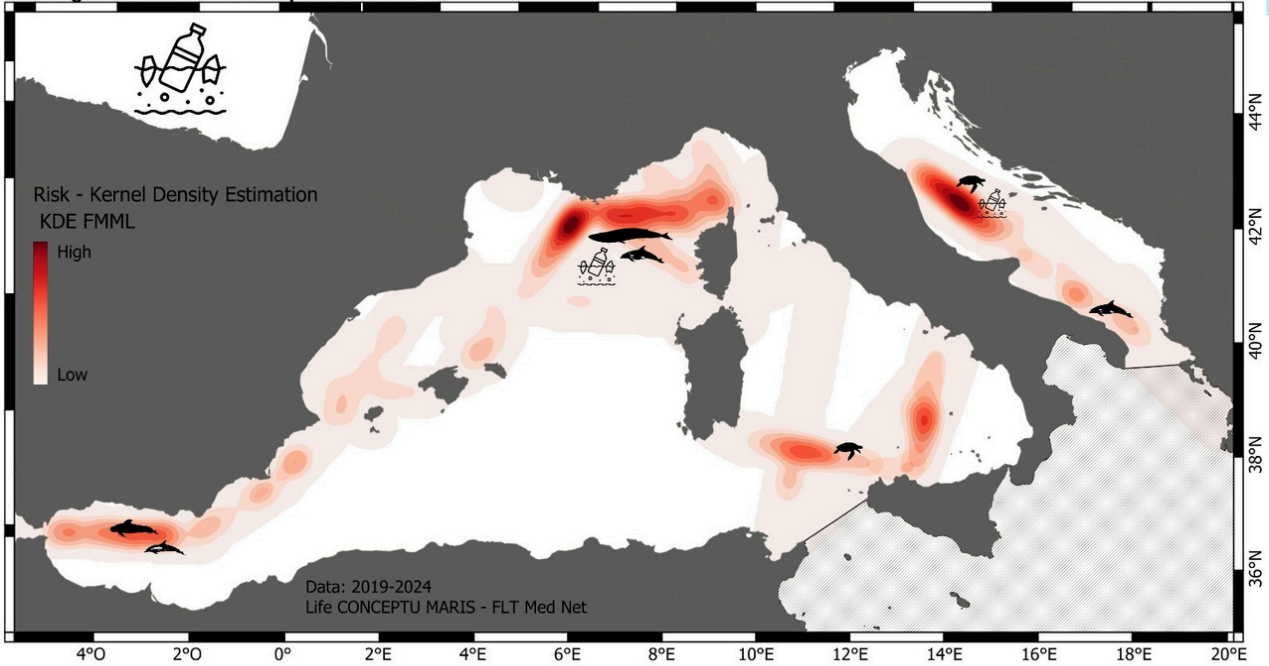 Risk - Kernel Density Estimation
KDE FMML
High
Low
Data: 2019-2024
Life CONCEPTU MARIS - FLT Med Net
44°N
42°N
40°N
38°N
36°N
4°O
2°O
0°
2°E
4°E
6°E
8°E
10°E
12°E
14°E
16°E
18°E
20°E